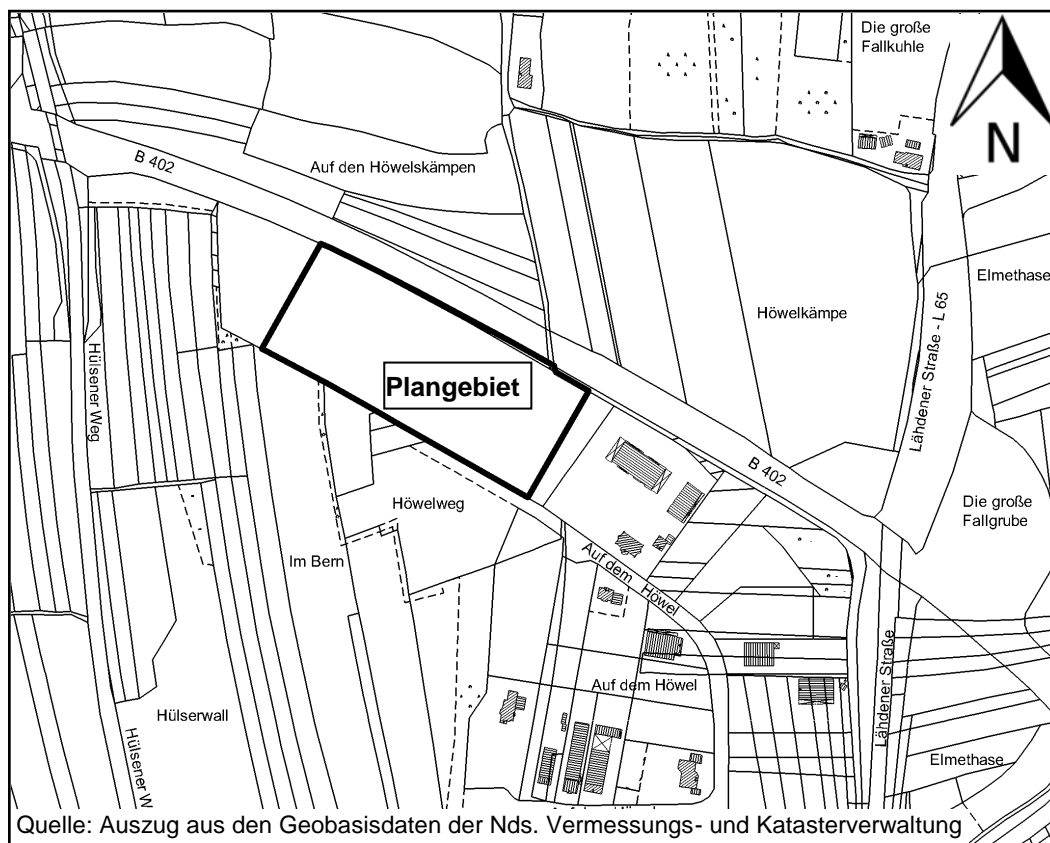 Die große
Fallkuhle
N
B 402
Auf den Höwelskämpen
Elmethase
Höwelkämpe
Lähdener Straße - L 65
Plangebiet
Hülsener Weg
B 402
Höwelweg
Die große
Fallgrube
Im Bern
Auf dem Höwel
Auf dem Höwel
Lähdener Straße
Hülserwall
Hülsener W
Elmethase
Quelle: Auszug aus den Geobasisdaten der Nds. Vermessungs- und Katasterverwaltung